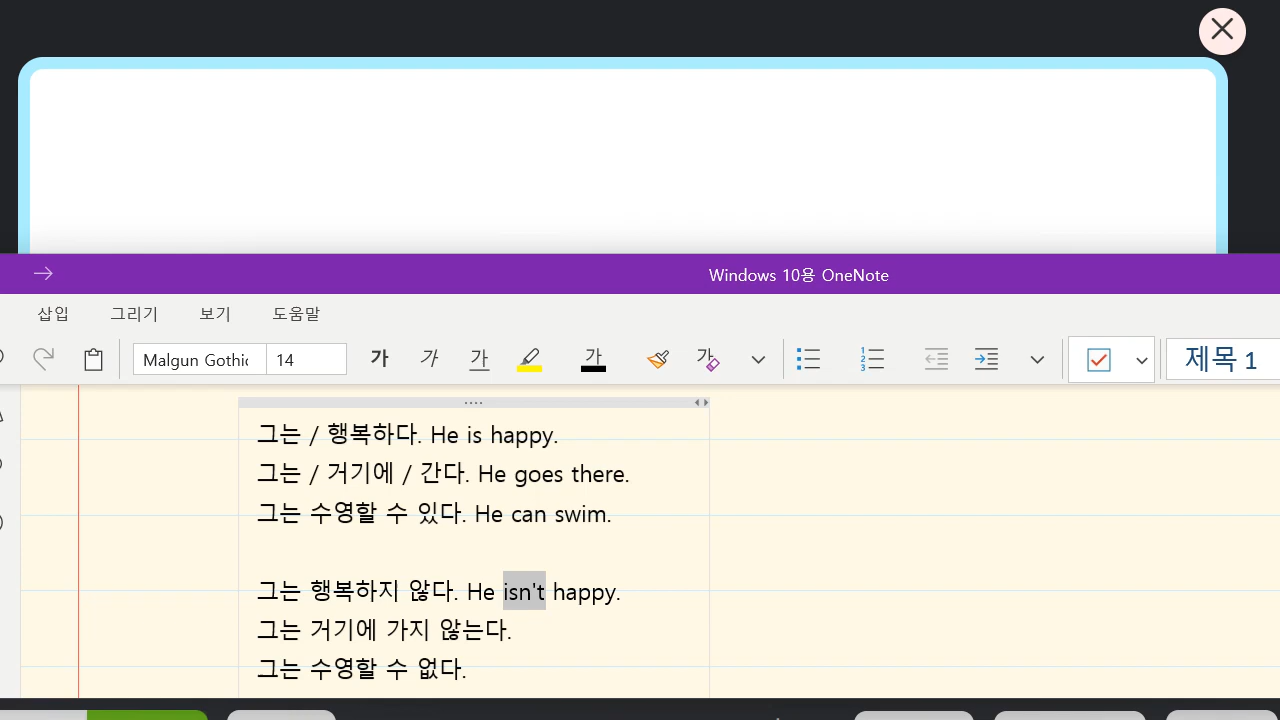 Windows 10용 OneNote
삽입 그리기 보기 도움말
Malgun Gothic 14 가 가 가 가 가 제목 1
그는 / 행복하다. He is happy.
그는 / 거기에 / 간다. He goes there.
그는 수영할 수 있다. He can swim.
그는 행복하지 않다. He isn't happy.
그는 거기에 가지 않는다.
그는 수영할 수 없다.